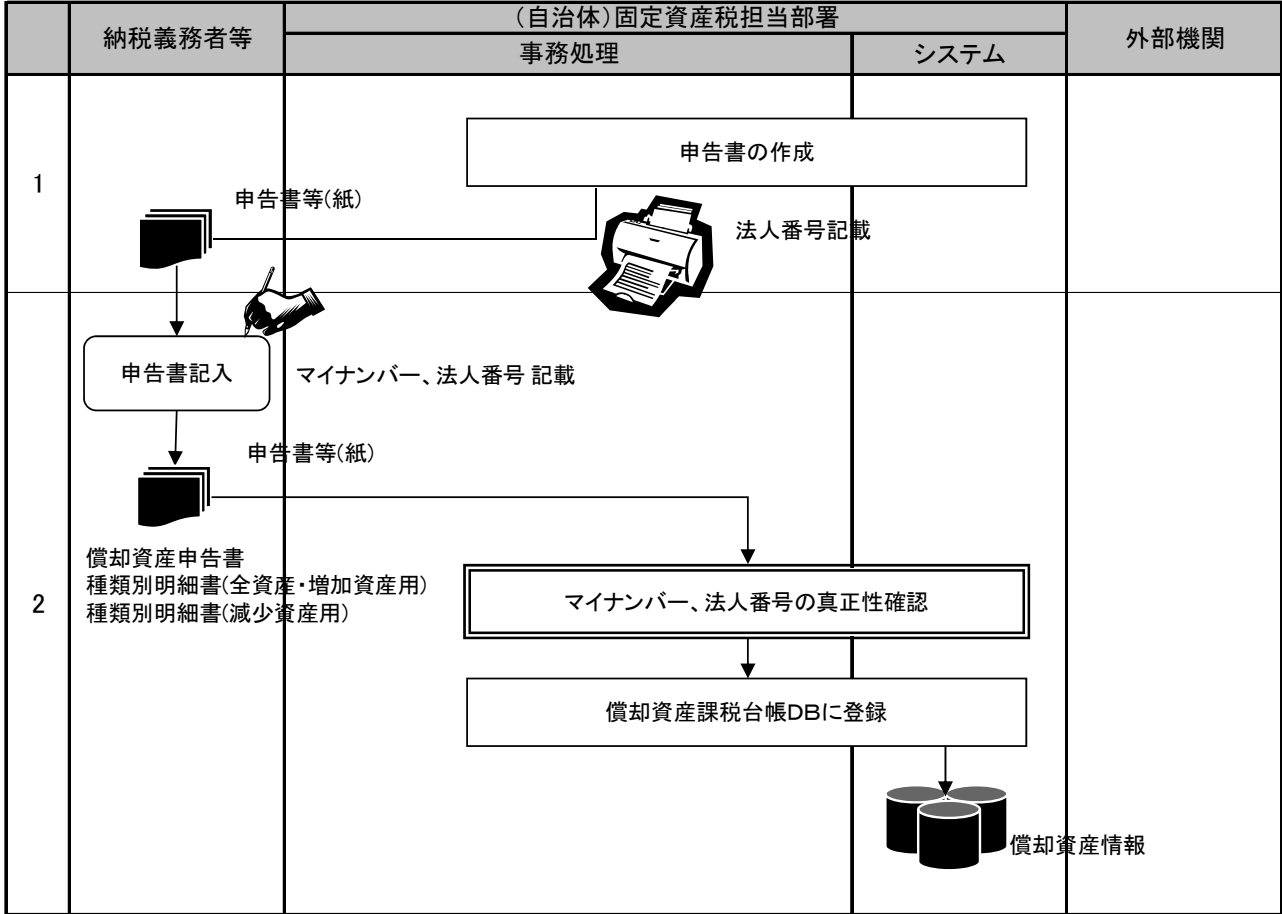 納税義務者等
(自治体)固定資産税担当部署
外部機関
事務処理
システム
1
申告書の作成
申告書等(紙)
法人番号記載
2
申告書記入
マイナンバー、法人番号 記載
申告書等(紙)
償却資産申告書
種類別明細書(全資産・増加資産用)
種類別明細書(減少資産用)
マイナンバー、法人番号の真正性確認
償却資産課税台帳DBに登録
償却資産情報